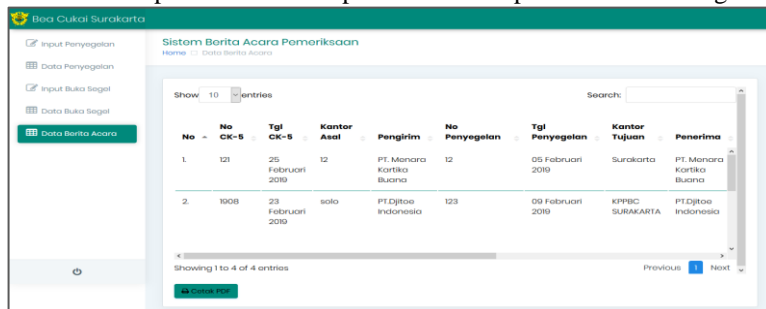 Bea Cukai Surakarta
Input Penyegelan
Data Penyegelan
Input Buka Segel
Data Buka Segel
Data Berita Acara
Sistem Berita Acara Pemeriksaan
Home Data Berita Acara
Show 10 entries Search:
No No CK-5 Tgl CK-5 Kantor Asal Pengirim No Penyegelan Tgl Penyegelan Kantor Tujuan Penerima
1. 121 25 Februari 2019 12 PT. Menara Kartika Buana 12 05 Februari 2019 Surakarta PT. Menara Kartika Buana
2. 1908 23 Februari 2019 solo PT.Djitoe Indonesia 123 09 Februari 2019 KPPBC SURAKARTA PT.Djitoe Indonesia
Showing 1 to 4 of 4 entries Previous 1 Next
Cetak PDF